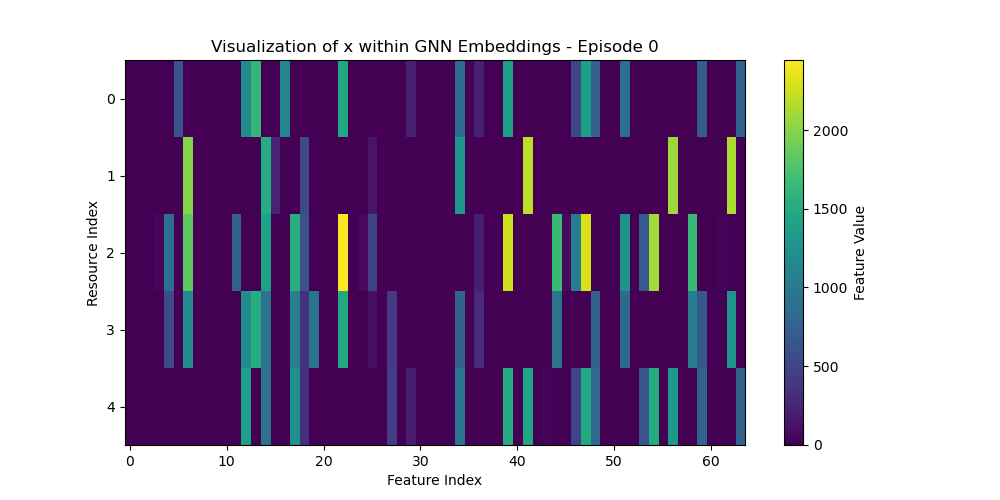 Visualization of x within GNN Embeddings - Episode 0
Resource Index
0
1
2
3
4
0 10 20 30 40 50 60
Feature Index
2000
1500
1000
500
0
Feature Value